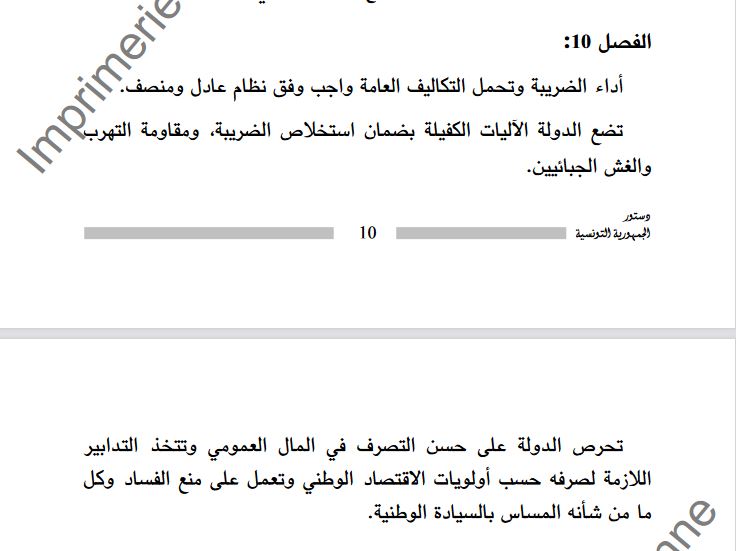 الفصل 10:
أداء الضريبة وتحمل التكاليف العامة واجب وفق نظام عادل ومنصف.
تضع الدولة الآليات الكفيلة بضمان استخلاص الضريبة، ومقاومة التهرب
والغش الجبائيين.
دستور
الجمهورية التونسية
10
تحرص الدولة على حسن التصرف في المال العمومي وتتخذ التدابير
اللازمة لصرفه حسب أولويات الاقتصاد الوطني وتعمل على منع الفساد وكل
ما من شأنه المساس بالسيادة الوطنية.
Imprimerie